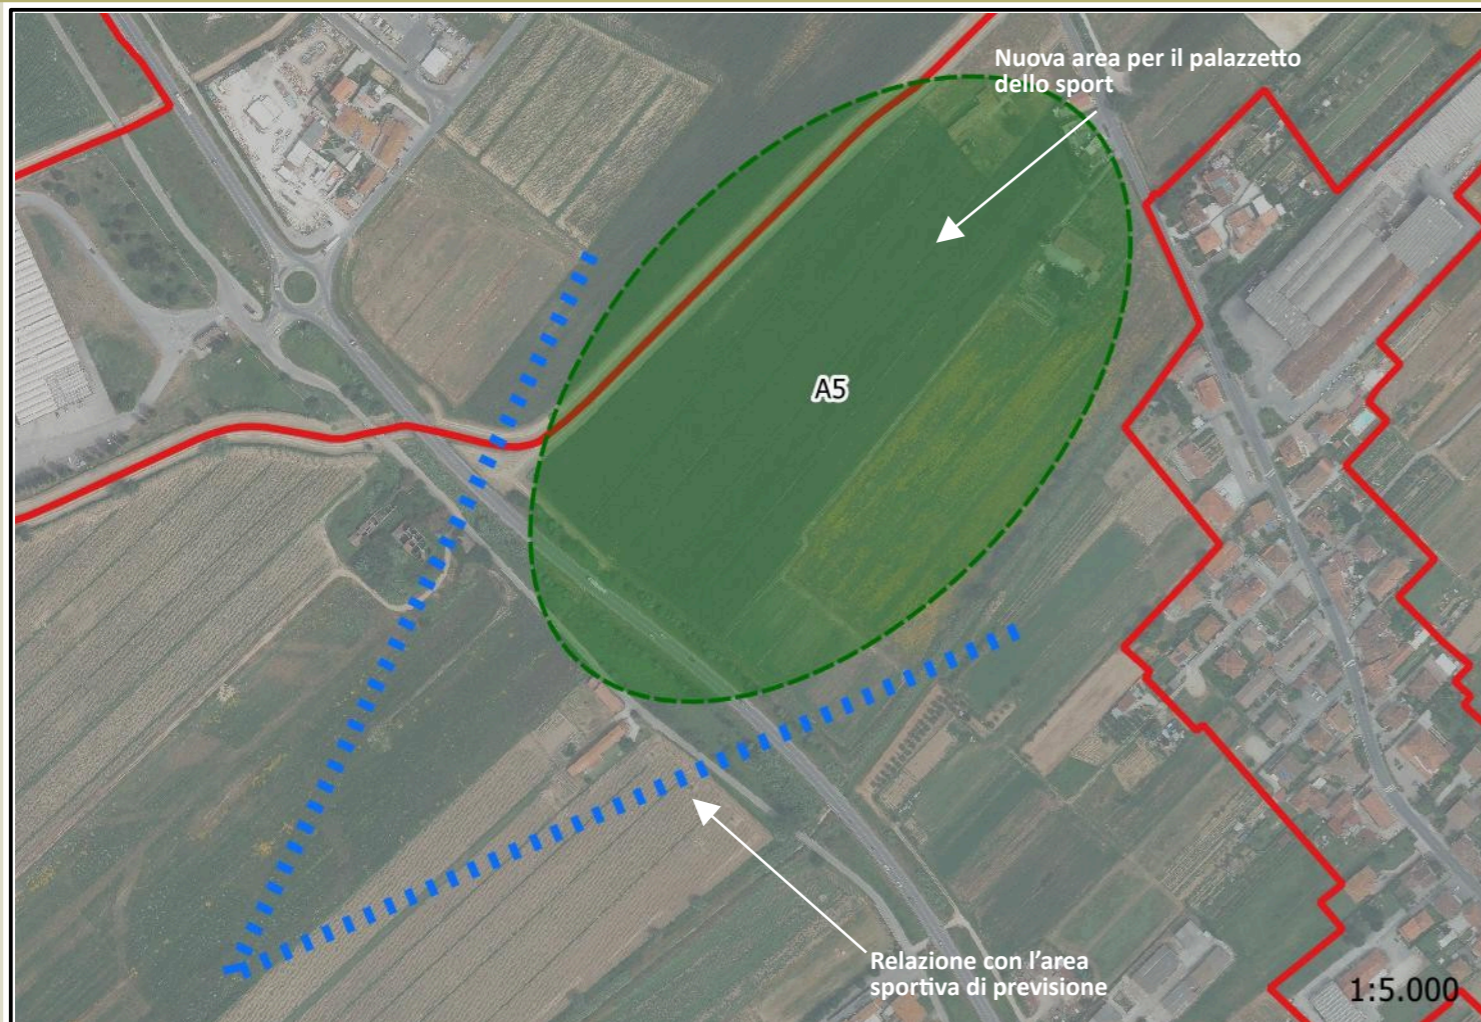 Nuova area per il palazzetto
dello sport
A5
Relazione con l'area
sportiva di previsione
1:5.000